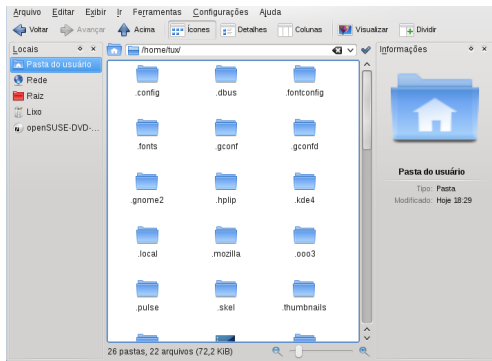 Arquivo Editar Exibir Ir Ferramentas Configurações Ajuda
Voltar Avançar Acima Ícones Detalhes Colunas Visualizar Dividir
Locais
Pasta do usuário
Rede
Raiz
Lixo
openSUSE-DVD-...
/home/tux/
.config .dbus .fontconfig
.fonts .gconf .gconfd
.gnome2 .hplip .kde4
.local .mozilla .ooo3
.pulse .skel .thumbnails
26 pastas, 22 arquivos (72,2 KiB)
Informações
Pasta do usuário
Tipo: Pasta
Modificado: Hoje 18:29